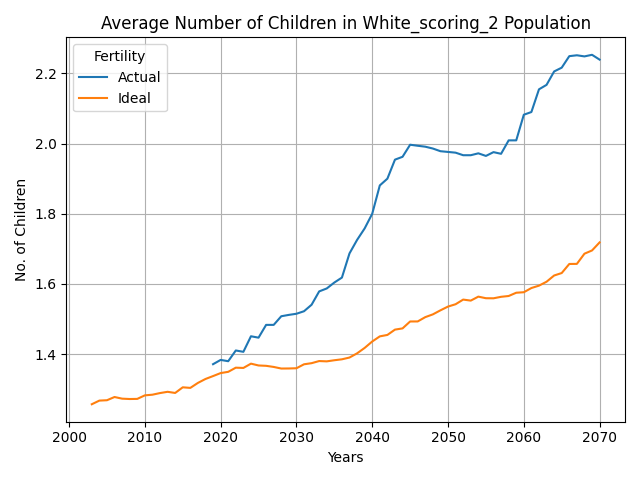 Average Number of Children in White_scoring_2 Population
Fertility
Actual
Ideal
No. of Children
2.2
2.0
1.8
1.6
1.4
2000 2010 2020 2030 2040 2050 2060 2070
Years